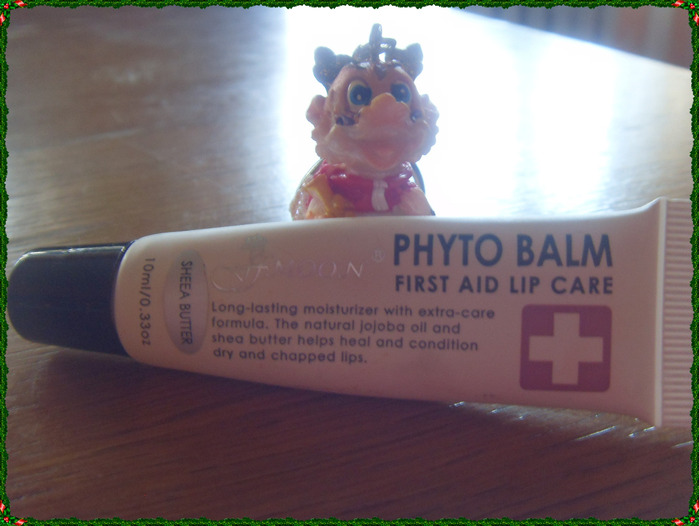 PHYTO BALM
FIRST AID LIP CARE
Long-lasting moisturizer with extra-care
formula. The natural jojoba oil and
shea butter helps heal and condition
dry and chapped lips.
SHEEA BUTTER
10ml/0.33oz